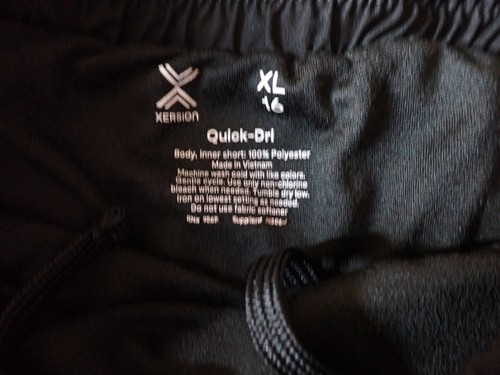 XL
16
XERSION
Quick-Dri
Body, inner short: 100% Polyester
Made in Vietnam
Machine wash cold with like colors.
Gentle cycle. Use only non-chlorine
bleach when needed. Tumble dry low.
Iron on lowest setting as needed.
Do not use fabric softener